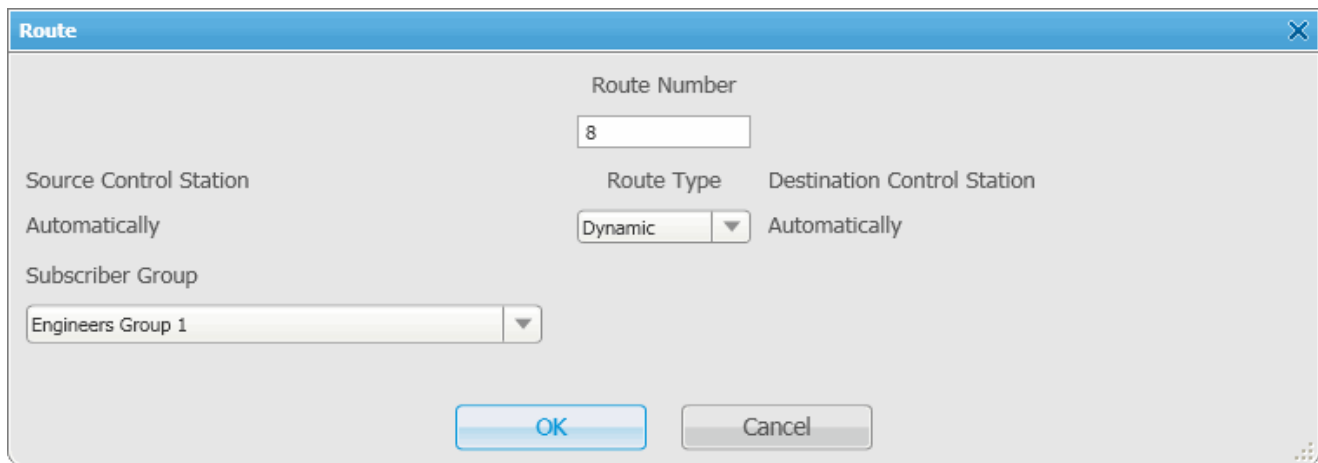 Route
Route Number
8
Source Control Station Route Type Destination Control Station
Automatically Dynamic Automatically
Subscriber Group
Engineers Group 1
OK Cancel